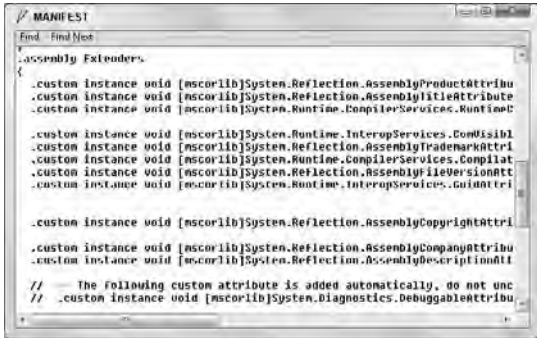 MANIFEST
Find Find Next
.assembly Extenders
{
.custom instance void [mscorlib]System.Reflection.AssemblyProductAttribu
.custom instance void [mscorlib]System.Reflection.AssemblyTitleAttribute
.custom instance void [mscorlib]System.Runtime.CompilerServices.RuntimeC
.custom instance void [mscorlib]System.Runtime.InteropServices.ComVisibl
.custom instance void [mscorlib]System.Reflection.AssemblyTrademarkAttri
.custom instance void [mscorlib]System.Runtime.CompilerServices.Compilat
.custom instance void [mscorlib]System.Reflection.AssemblyFileVersionAtt
.custom instance void [mscorlib]System.Runtime.InteropServices.GuidAttri
.custom instance void [mscorlib]System.Reflection.AssemblyCopyrightAttri
.custom instance void [mscorlib]System.Reflection.AssemblyCompanyAttribu
.custom instance void [mscorlib]System.Reflection.AssemblyDescriptionAtt
// --- The following custom attribute is added automatically, do not unc
// .custom instance void [mscorlib]System.Diagnostics.DebuggableAttribu